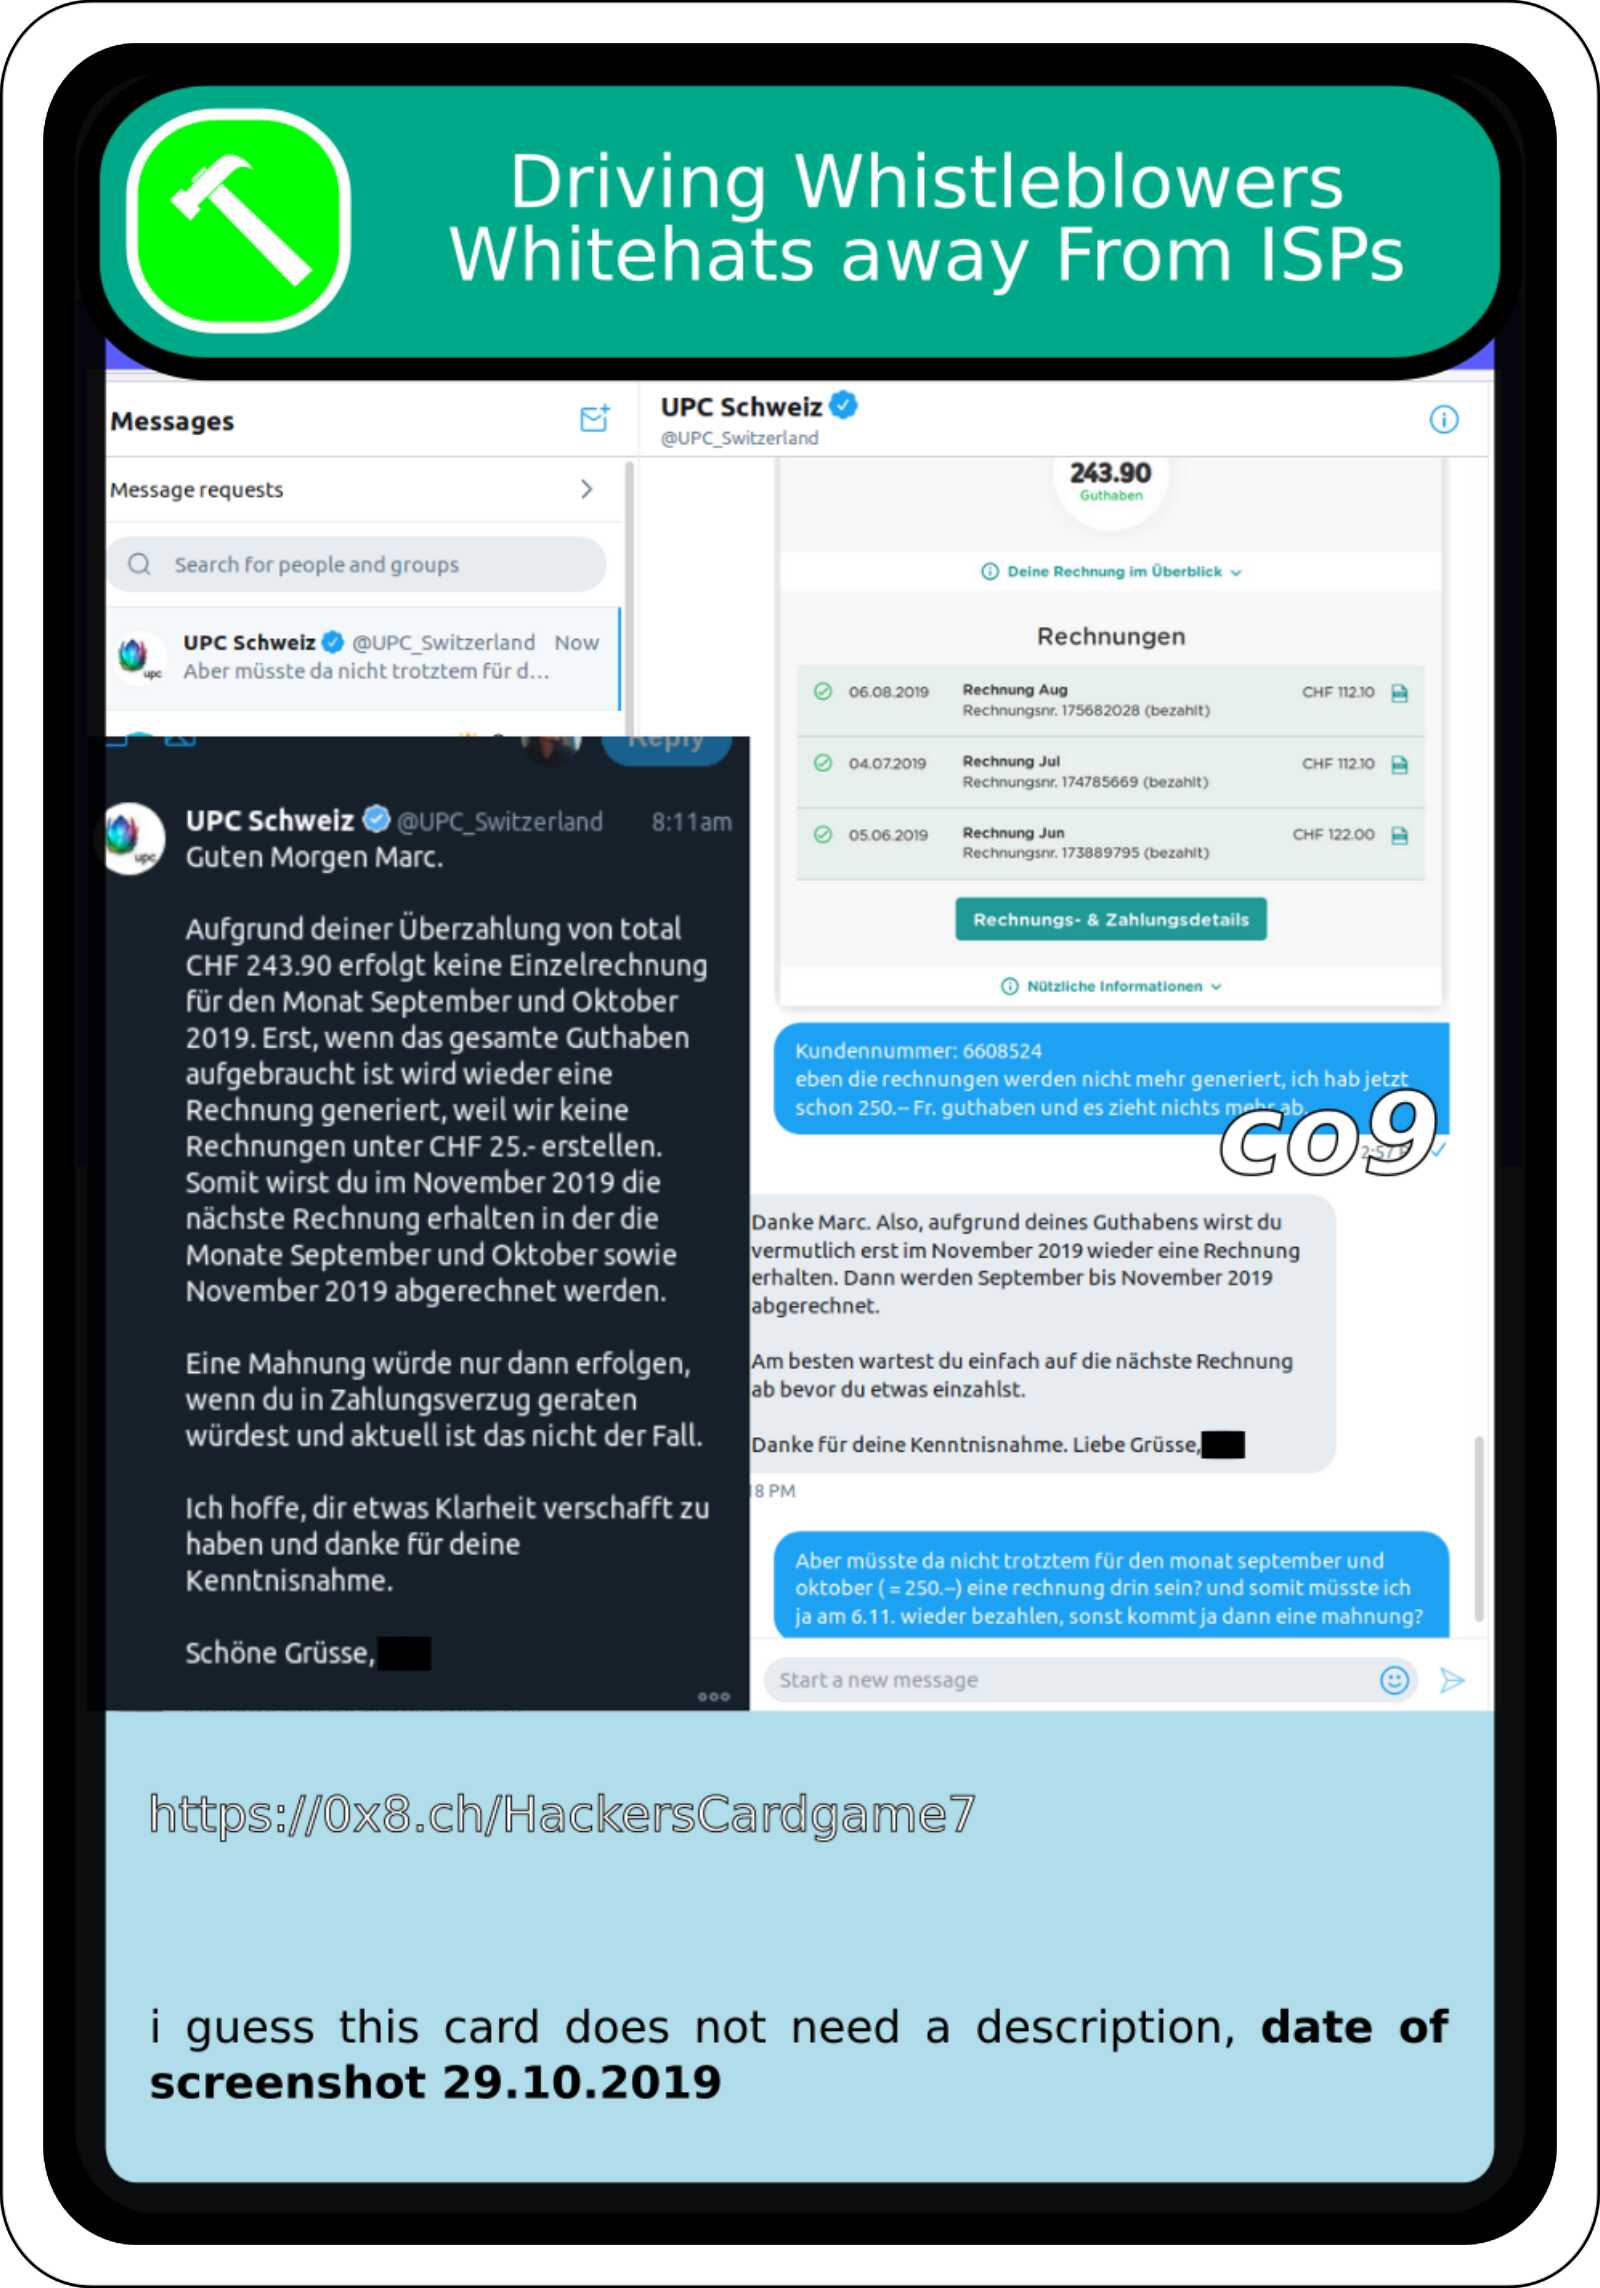 Driving Whistleblowers
Whitehats away From ISPs
Messages
Message requests
Search for people and groups
UPC Schweiz @UPC_Switzerland Now
Aber müsste da nicht trotztem für d...
upc
UPC Schweiz
@UPC_Switzerland
243.90
Guthaben
Deine Rechnung im Überblick
Rechnungen
06.08.2019 Rechnung Aug CHF 112.10
Rechnungsnr. 175682028 (bezahlt)
04.07.2019 Rechnung Jul CHF 112.10
Rechnungsnr. 174785669 (bezahlt)
05.06.2019 Rechnung Jun CHF 122.00
Rechnungsnr. 173889795 (bezahlt)
Rechnungs- & Zahlungsdetails
Nützliche Informationen
Kundennummer: 6608524
eben die rechnungen werden nicht mehr generiert, ich hab jetzt
schon 250.-- Fr. guthaben und es zieht nichts mehr ab.
co9
2:57
Danke Marc. Also, aufgrund deines Guthabens wirst du
vermutlich erst im November 2019 wieder eine Rechnung
erhalten. Dann werden September bis November 2019
abgerechnet.
Am besten wartest du einfach auf die nächste Rechnung
ab bevor du etwas einzahlst.
Danke für deine Kenntnisnahme. Liebe Grüsse,
18 PM
Aber müsste da nicht trotztem für den monat september und
oktober ( = 250.--) eine rechnung drin sein? und somit müsste ich
ja am 6.11. wieder bezahlen, sonst kommt ja dann eine mahnung?
Start a new message
Reply
UPC Schweiz @UPC_Switzerland 8:11am
upc
Guten Morgen Marc.
Aufgrund deiner Überzahlung von total
CHF 243.90 erfolgt keine Einzelrechnung
für den Monat September und Oktober
2019. Erst, wenn das gesamte Guthaben
aufgebraucht ist wird wieder eine
Rechnung generiert, weil wir keine
Rechnungen unter CHF 25.- erstellen.
Somit wirst du im November 2019 die
nächste Rechnung erhalten in der die
Monate September und Oktober sowie
November 2019 abgerechnet werden.
Eine Mahnung würde nur dann erfolgen,
wenn du in Zahlungsverzug geraten
würdest und aktuell ist das nicht der Fall.
Ich hoffe, dir etwas Klarheit verschafft zu
haben und danke für deine
Kenntnisnahme.
Schöne Grüsse,
https://0x8.ch/HackersCardgame7
i guess this card does not need a description, date of
screenshot 29.10.2019